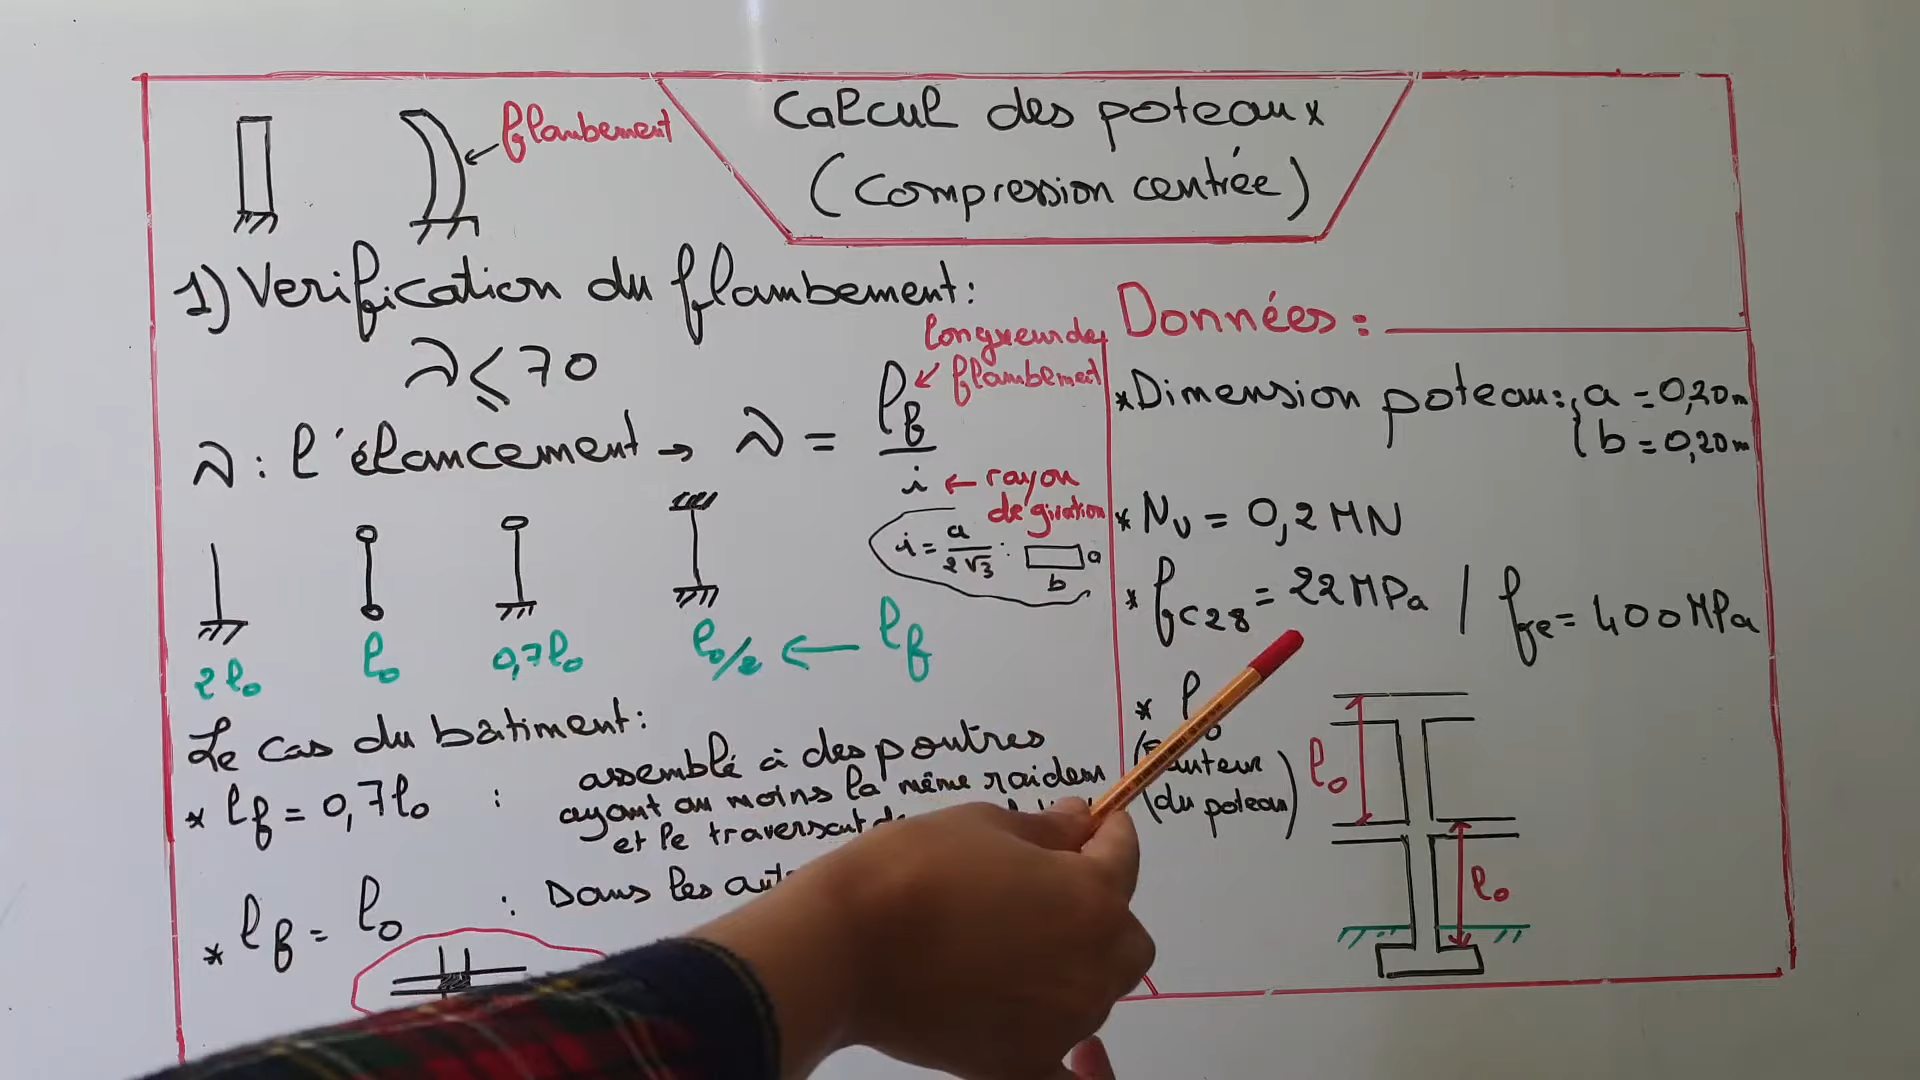 Calcul des poteaux
(Compression centrée)
flambement
1) Verification du flambement:
λ ≤ 70
λ : l'élancement → λ = lf / i
longueur de
flambement
rayon
de giration
i = a / 2√3 :
a
b
2l0
l0
0,7l0
l0/2 ← lf
Le cas du bâtiment:
* lf = 0,7l0 : assemblé à des poutres
ayant au moins la même raideur
et le traversant de
* lf = l0 : Dans les
Données :
* Dimension poteau: { a = 0,20m
b = 0,20m
* Nu = 0,2 MN
* fc28 = 22 MPa / fe = 400 MPa
* l0
hauteur
(du poteau)
l0
l0